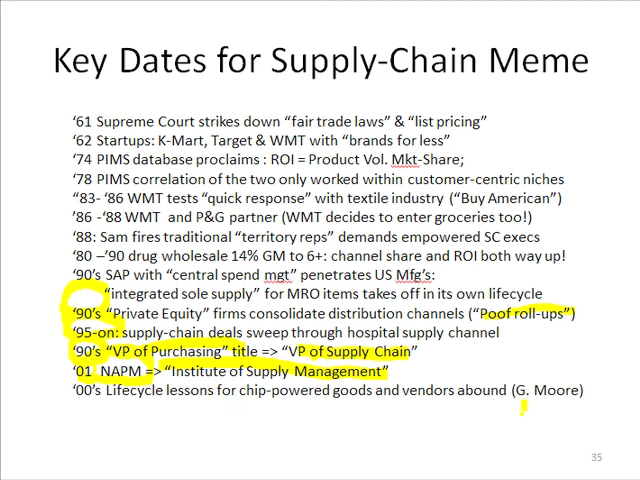 Key Dates for Supply-Chain Meme
‘61 Supreme Court strikes down “fair trade laws” & “list pricing”
‘62 Startups: K-Mart, Target & WMT with “brands for less”
‘74 PIMS database proclaims : ROI = Product Vol. Mkt-Share;
‘78 PIMS correlation of the two only worked within customer-centric niches
“83- ‘86 WMT tests “quick response” with textile industry (“Buy American”)
’86 -’88 WMT and P&G partner (WMT decides to enter groceries too!)
‘88: Sam fires traditional “territory reps” demands empowered SC execs
‘80 –’90 drug wholesale 14% GM to 6+: channel share and ROI both way up!
‘90’s SAP with “central spend mgt” penetrates US Mfg’s:
“integrated sole supply” for MRO items takes off in its own lifecycle
‘90’s “Private Equity” firms consolidate distribution channels (“Poof roll-ups”)
‘95-on: supply-chain deals sweep through hospital supply channel
‘90’s “VP of Purchasing” title => “VP of Supply Chain”
‘01 NAPM => “Institute of Supply Management”
‘00’s Lifecycle lessons for chip-powered goods and vendors abound (G. Moore)
35